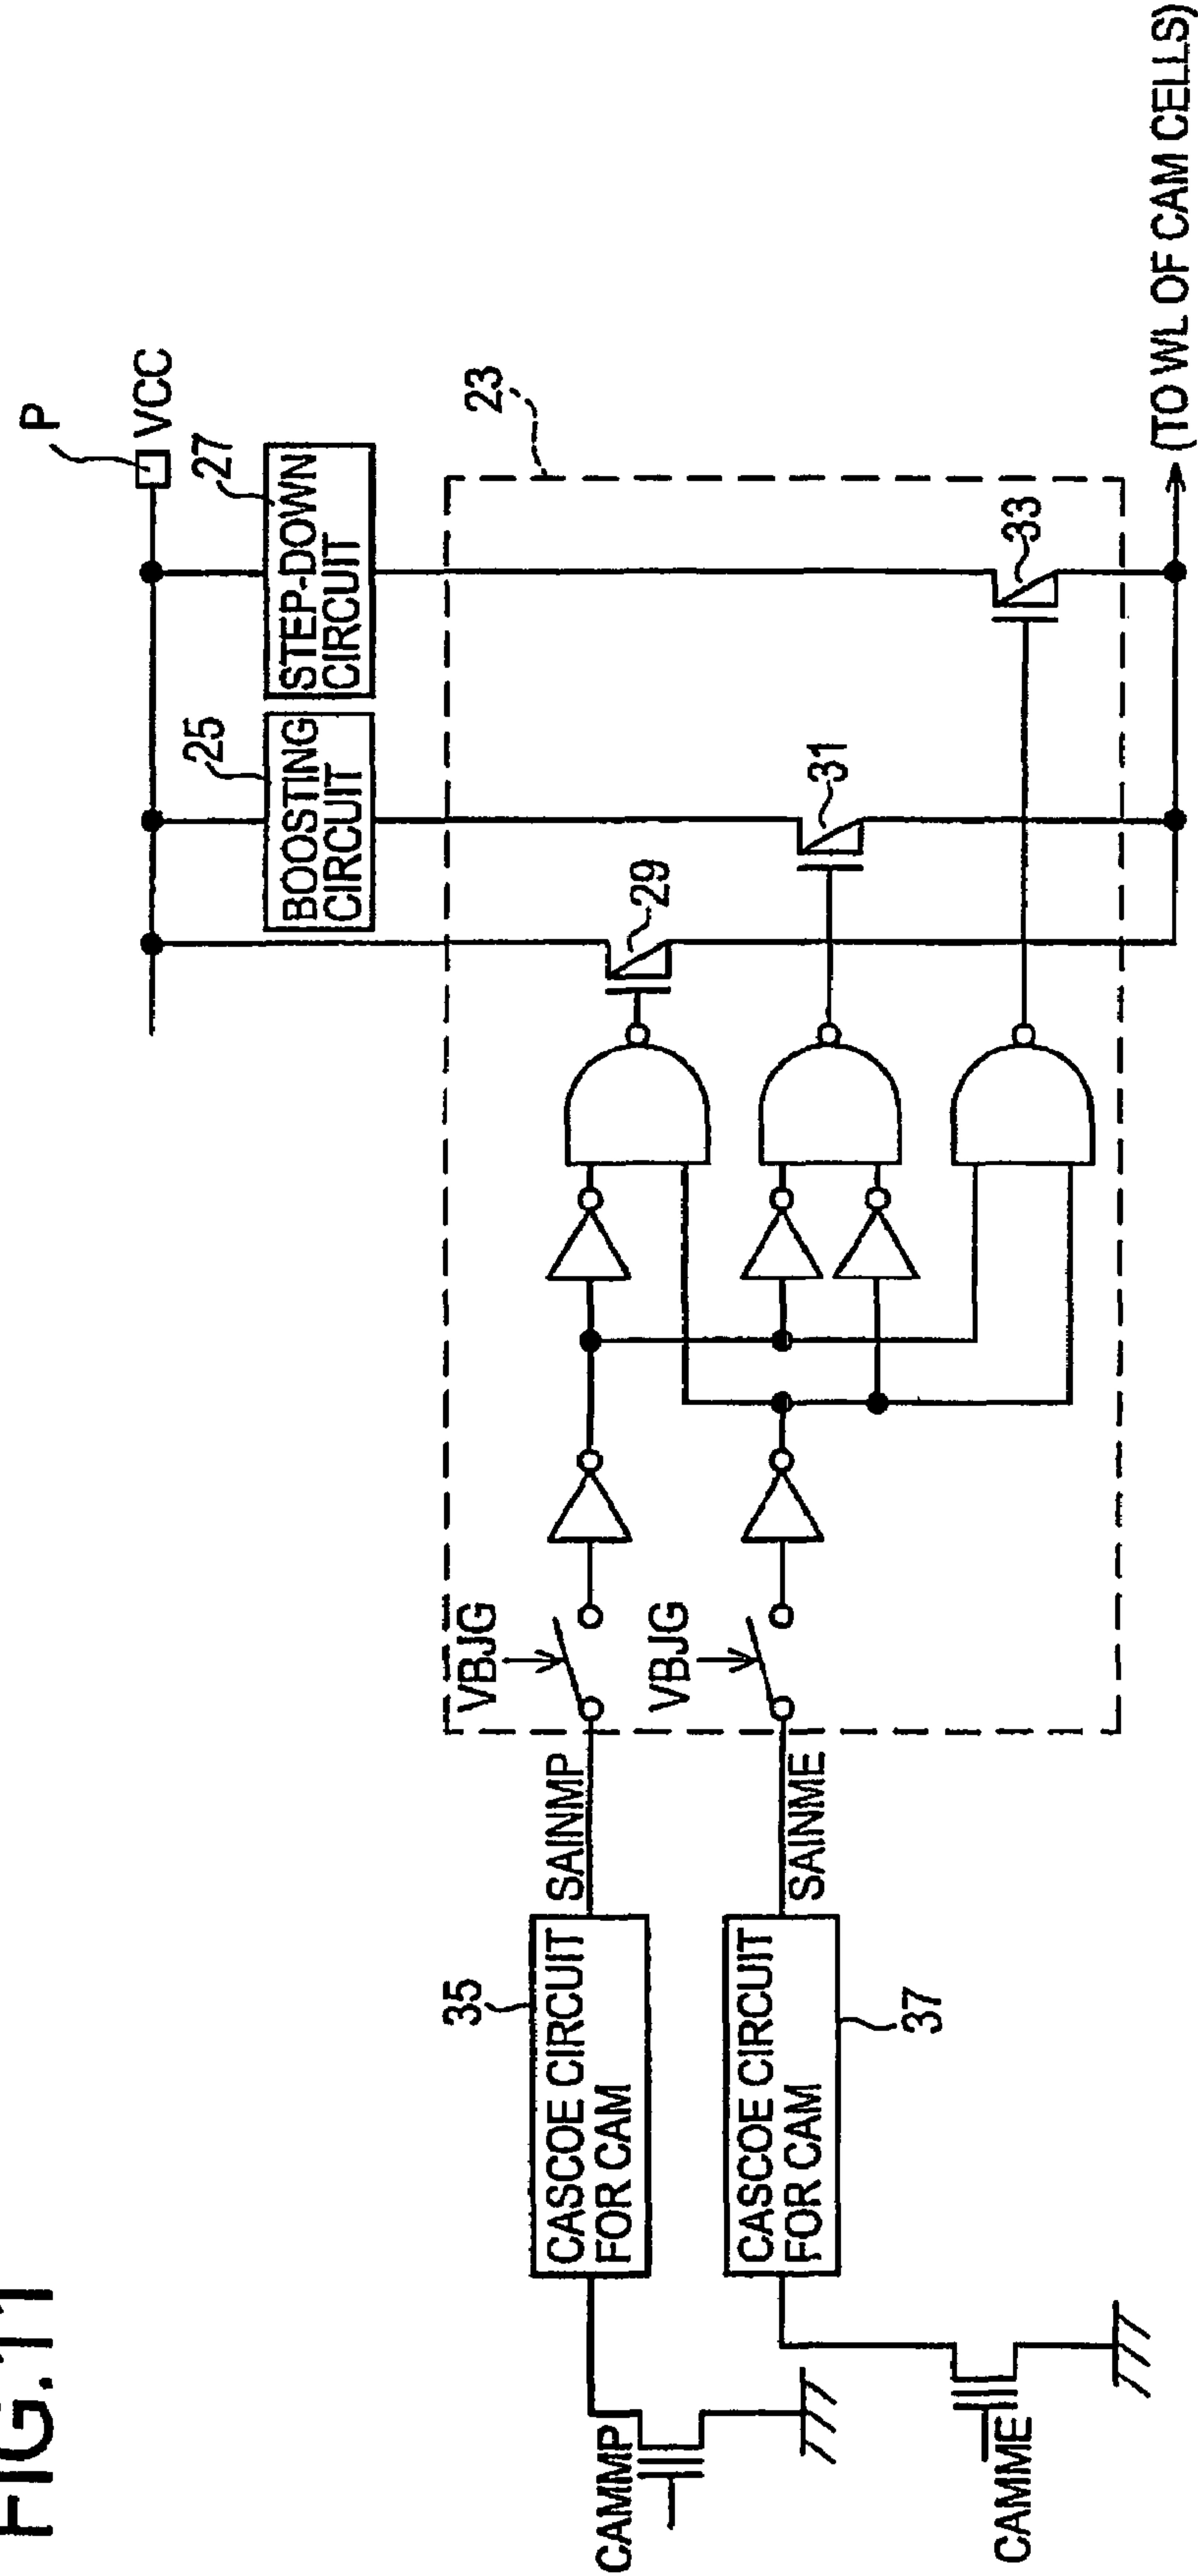 FIG.11
P
VCC
25
BOOSTING
CIRCUIT
27
STEP-DOWN
CIRCUIT
23
29
31
33
VBJG
VBJG
35
CASCOE CIRCUIT
FOR CAM
SAINMP
CASCOE CIRCUIT
FOR CAM
37
SAINME
CAMMP
CAMME
(TO WL OF CAM CELLS)